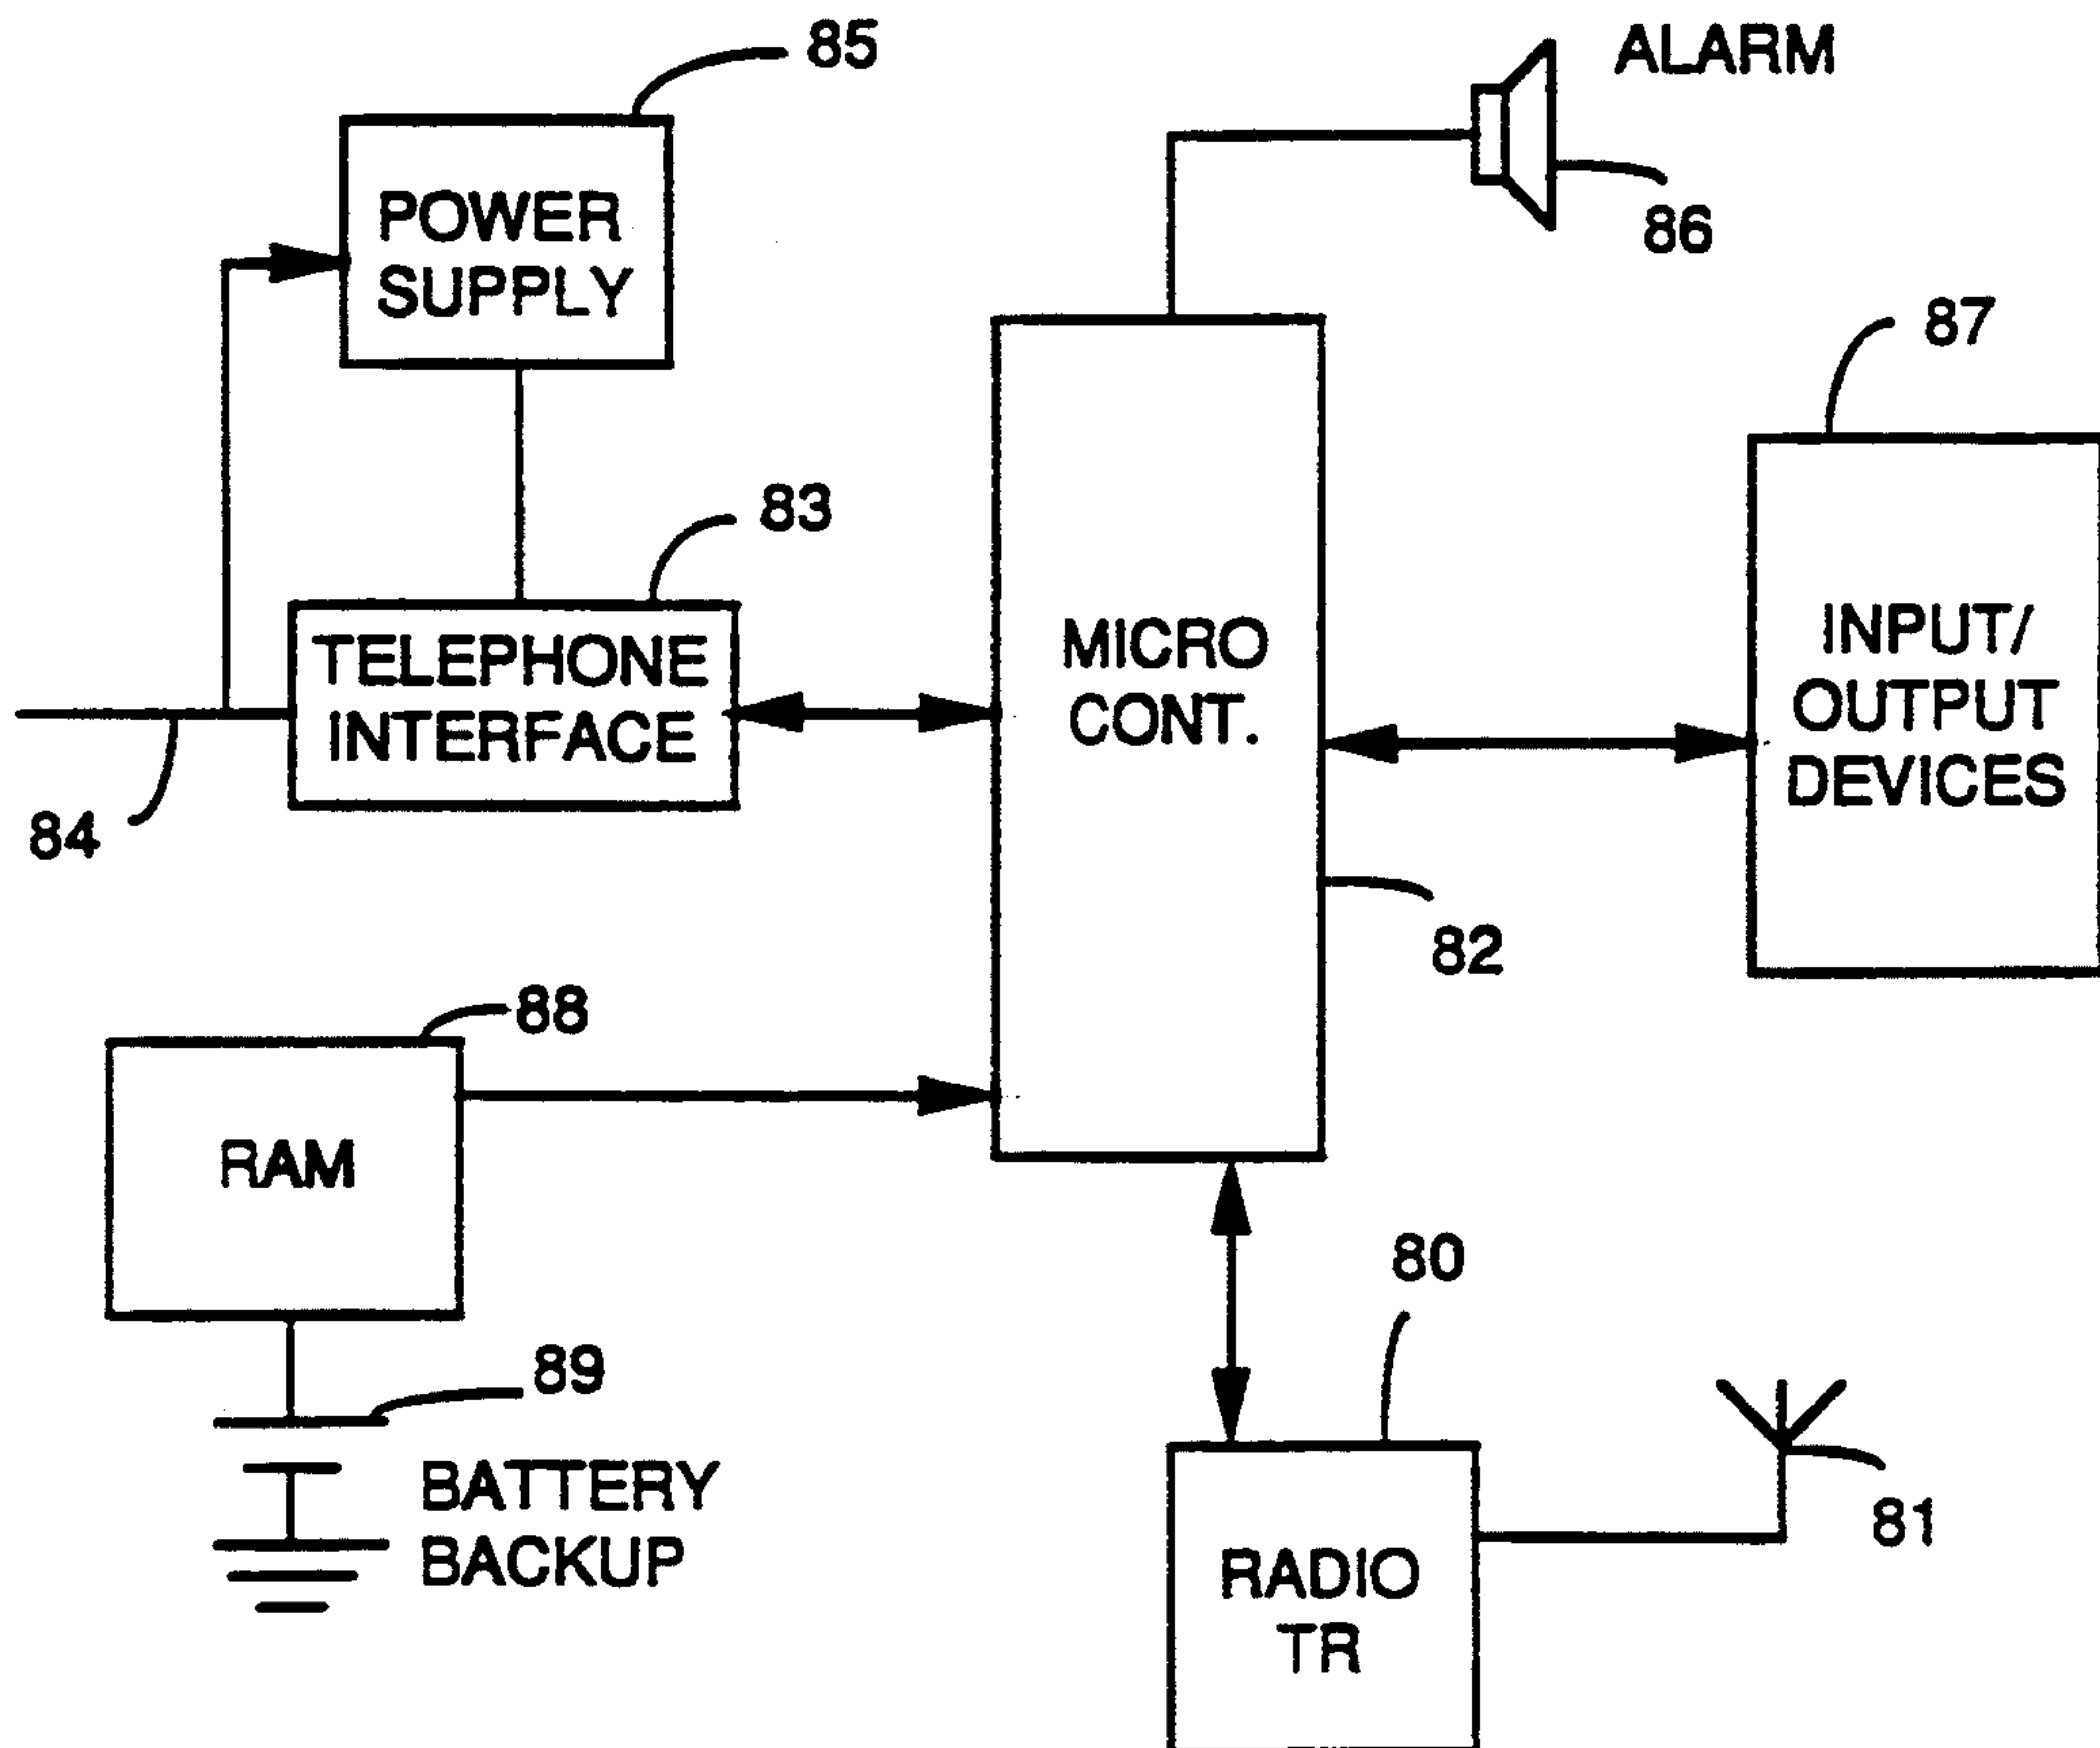 85
ALARM
POWER
SUPPLY
86
87
83
TELEPHONE
INTERFACE
MICRO
CONT.
INPUT/
OUTPUT
DEVICES
84
82
88
RAM
80
89
BATTERY
BACKUP
81
RADIO
TR